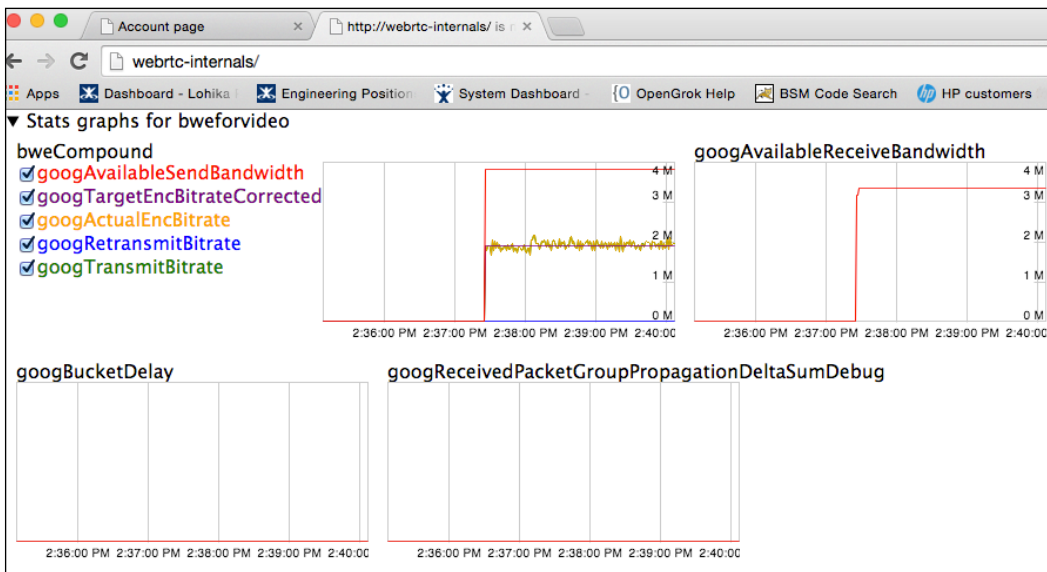 Account page
http://webrtc-internals/ is
webrtc-internals/
Apps Dashboard - Lohika Engineering Position System Dashboard - {O OpenGrok Help BSM Code Search hp HP customers
▼ Stats graphs for bweforvideo
bweCompound
googAvailableSendBandwidth
googTargetEncBitrateCorrected
googActualEncBitrate
googRetransmitBitrate
googTransmitBitrate
4 M
3 M
2 M
1 M
0 M
2:36:00 PM 2:37:00 PM 2:38:00 PM 2:39:00 PM 2:40:00
googAvailableReceiveBandwidth
4 M
3 M
2 M
1 M
0 M
2:36:00 PM 2:37:00 PM 2:38:00 PM 2:39:00 PM 2:40:00
googBucketDelay
2:36:00 PM 2:37:00 PM 2:38:00 PM 2:39:00 PM 2:40:00
googReceivedPacketGroupPropagationDeltaSumDebug
2:36:00 PM 2:37:00 PM 2:38:00 PM 2:39:00 PM 2:40:00